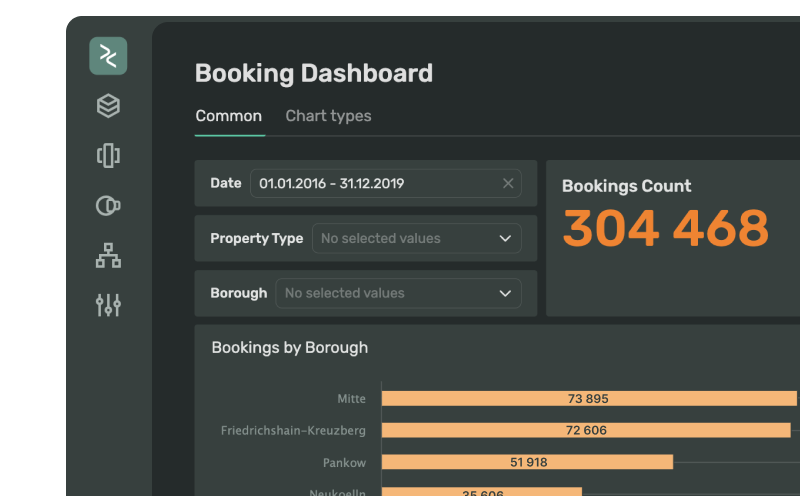 Booking Dashboard
Common Chart types
Date 01.01.2016 - 31.12.2019
Property Type No selected values
Borough No selected values
Bookings Count
304 468
Bookings by Borough
Mitte 73 895
Friedrichshain-Kreuzberg 72 606
Pankow 51 918
Neukoelln 35 606